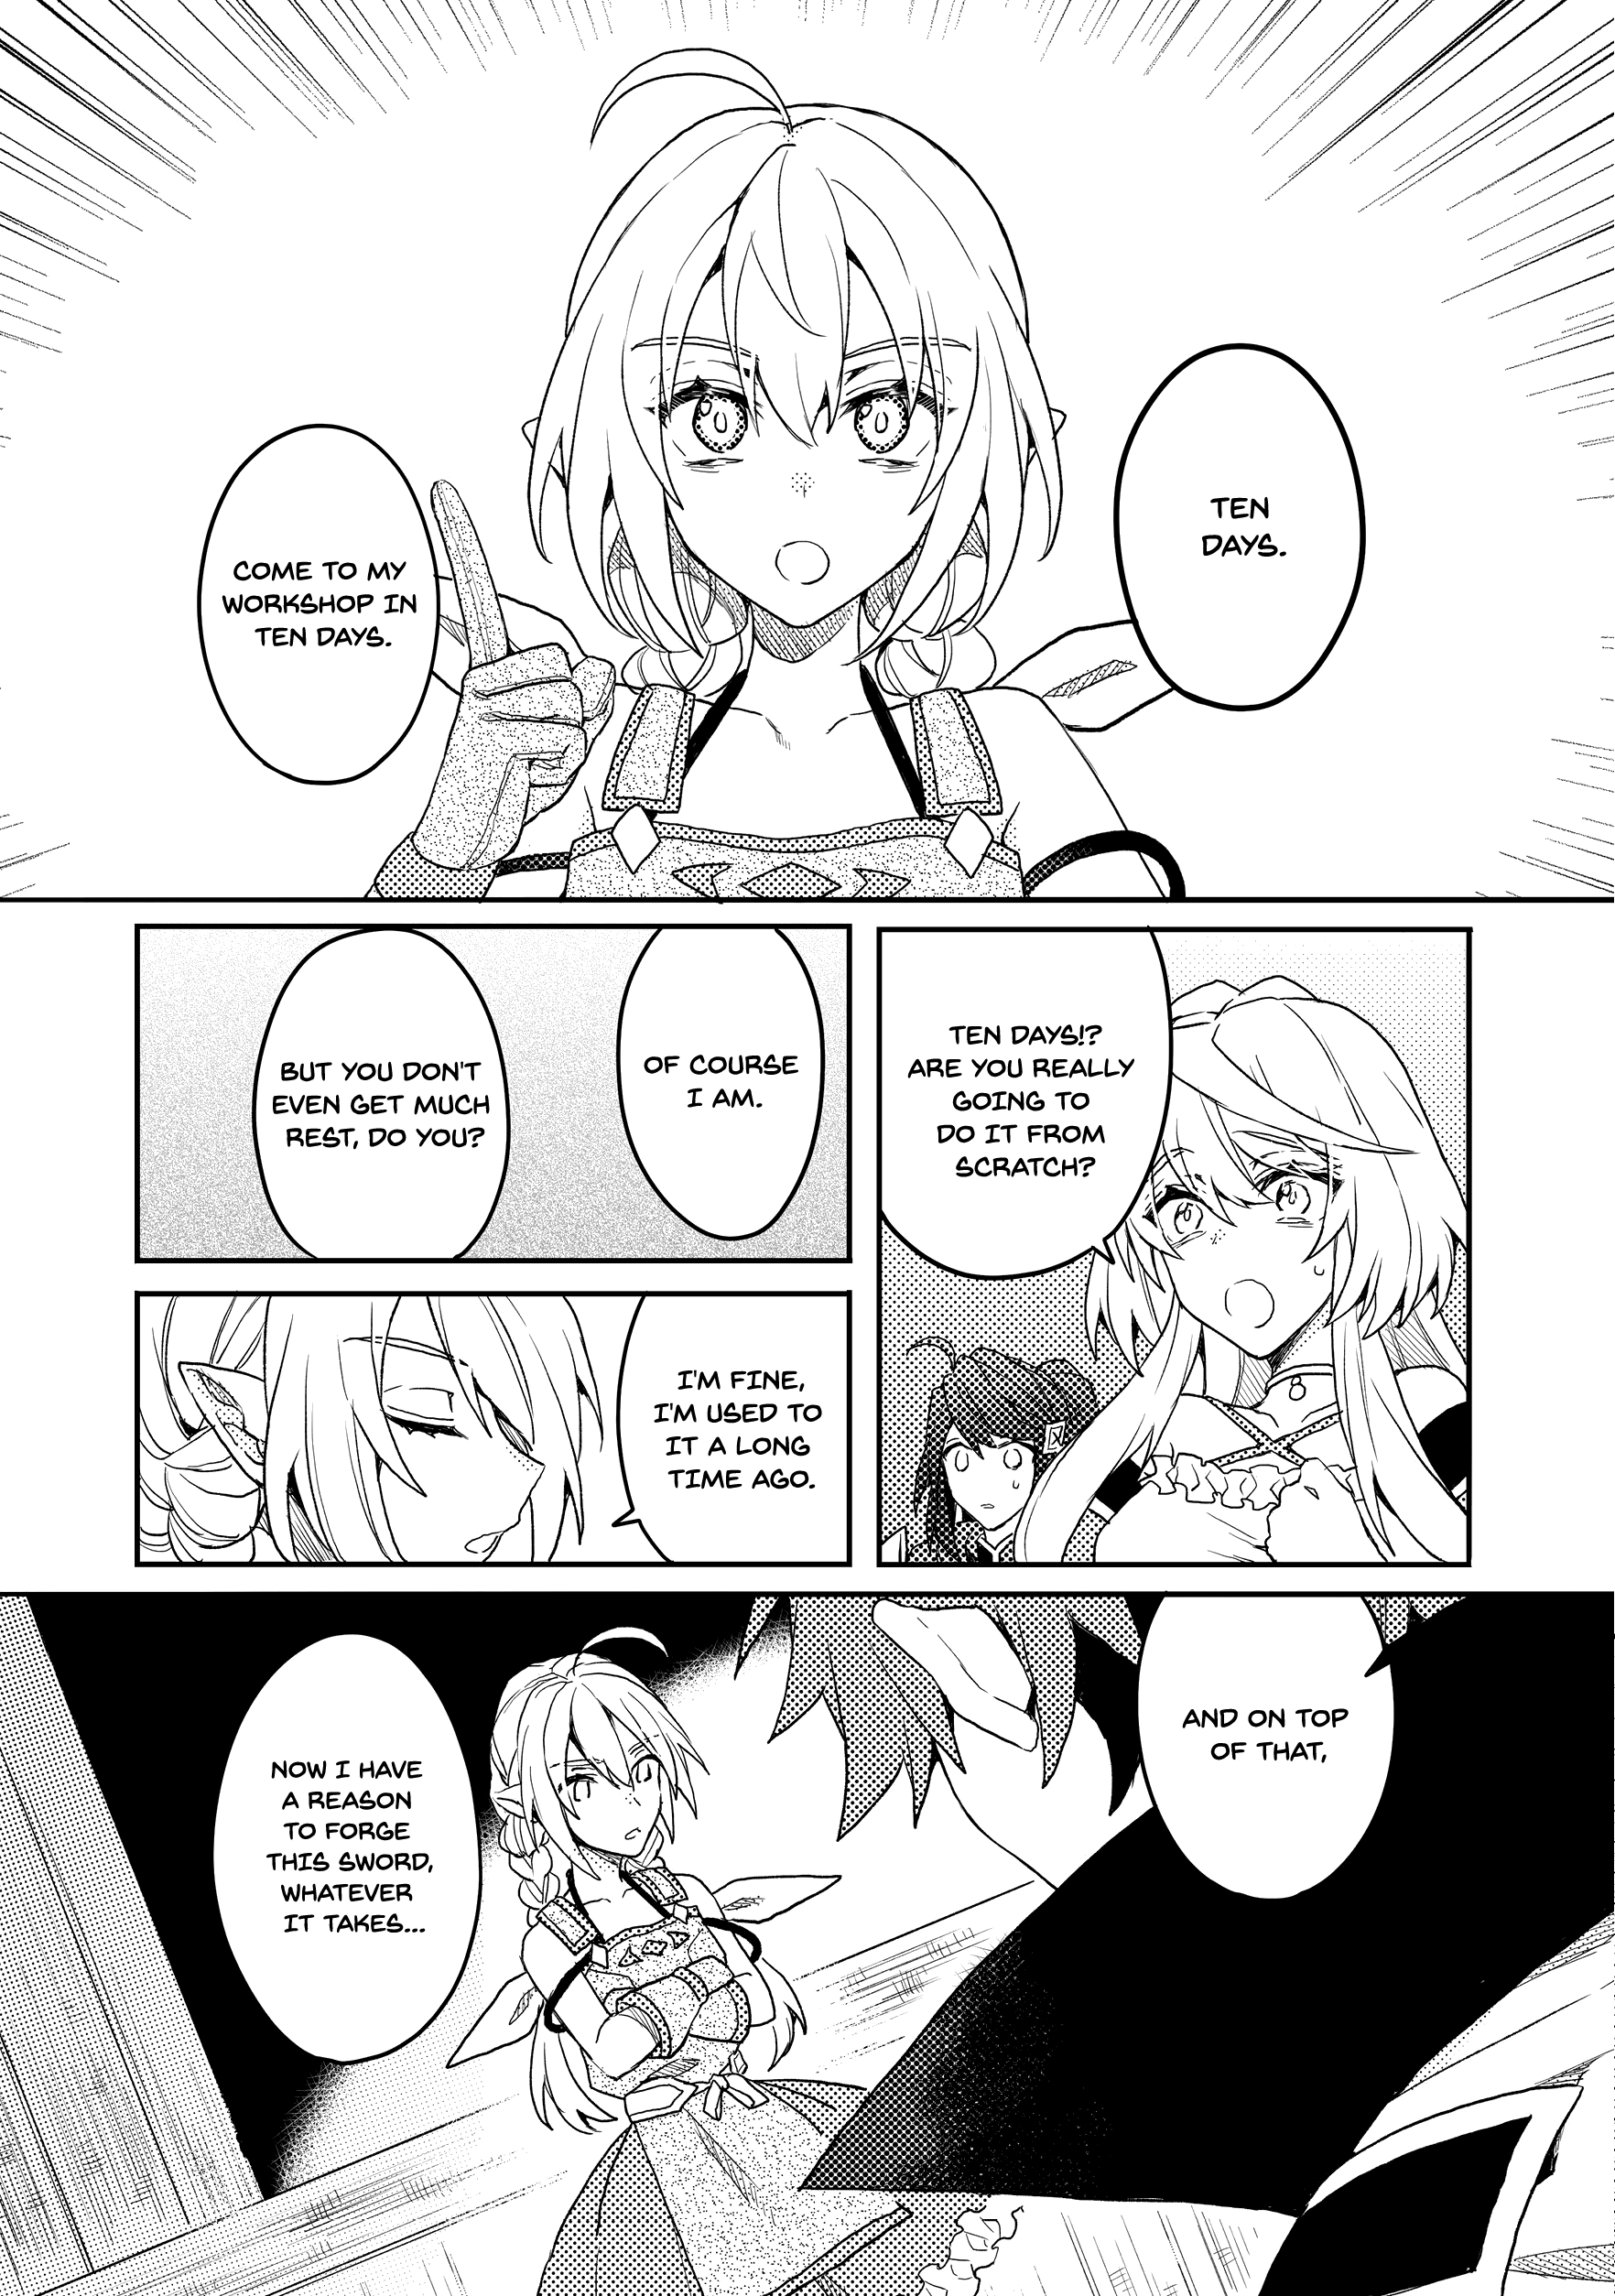 TEN
DAYS.
COME TO MY
WORKSHOP IN
TEN DAYS.
TEN DAYS!?
ARE YOU REALLY
GOING TO
DO IT FROM
SCRATCH?
OF COURSE
I AM.
BUT YOU DON'T
EVEN GET MUCH
REST, DO YOU?
I'M FINE,
I'M USED TO
IT A LONG
TIME AGO.
AND ON TOP
OF THAT,
NOW I HAVE
A REASON
TO FORGE
THIS SWORD,
WHATEVER
IT TAKES...